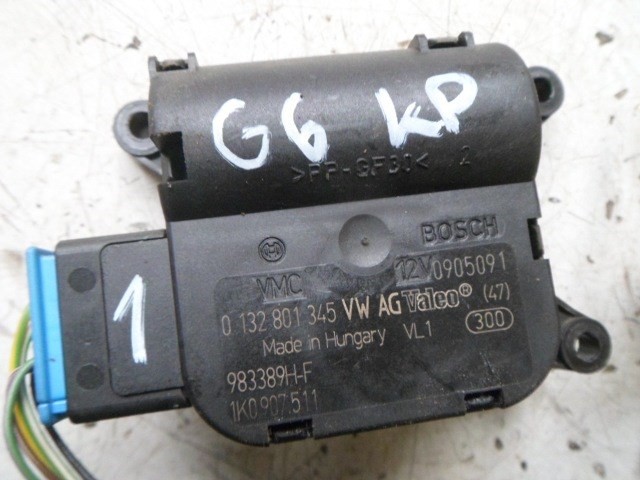 G6 KP
>PP-GF30< 2
BOSCH
VMC 12V 0905091
0 132 801 345 VW AG Valeo® (47)
Made in Hungary VL1 300
983389H-F
1K0 907 511
1